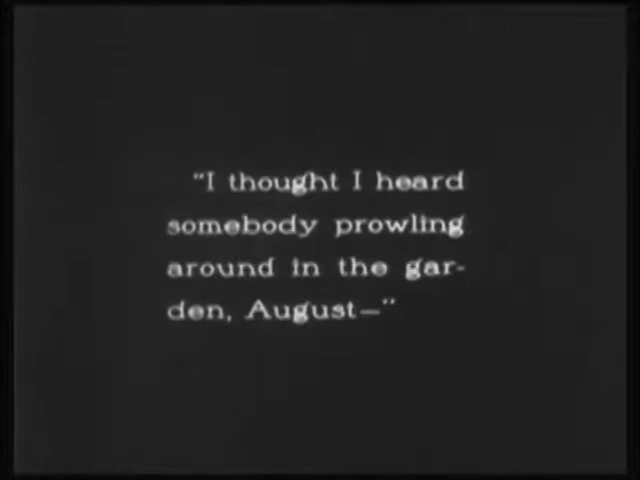 "I thought I heard
somebody prowling
around in the gar-
den, August—"